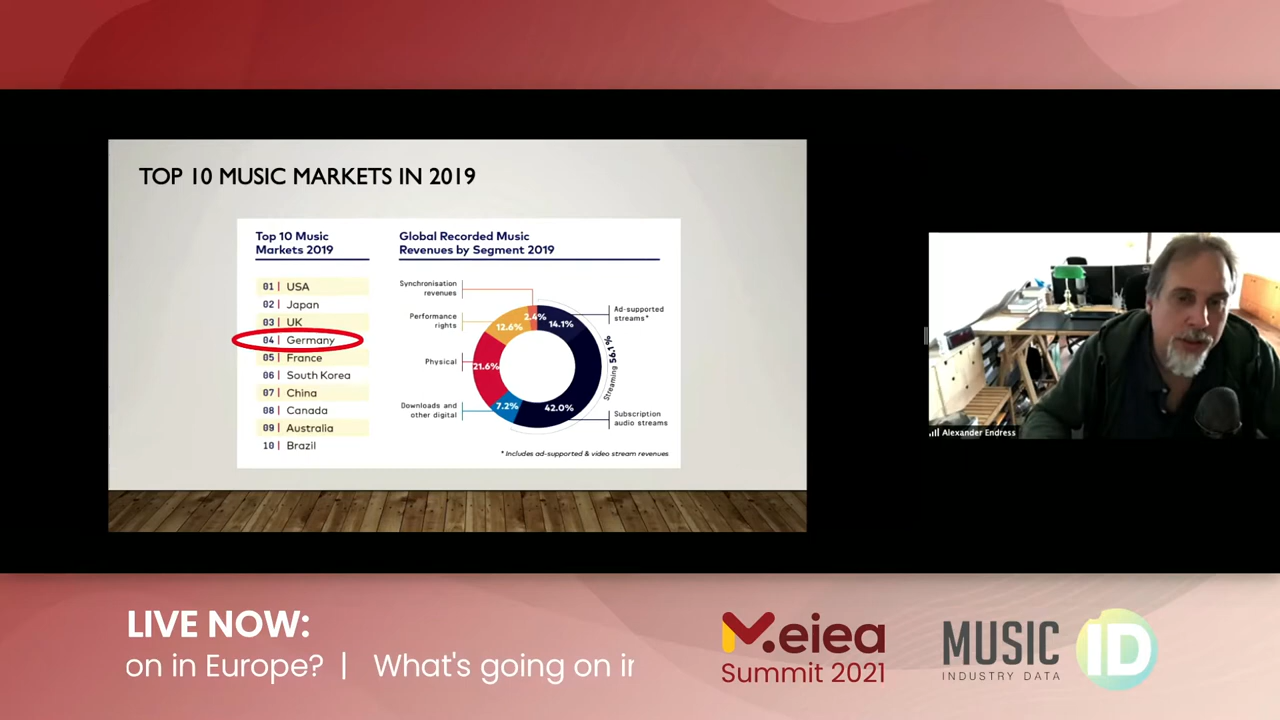 TOP 10 MUSIC MARKETS IN 2019
Top 10 Music
Markets 2019
01 | USA
02 | Japan
03 | UK
04 | Germany
05 | France
06 | South Korea
07 | China
08 | Canada
09 | Australia
10 | Brazil
Global Recorded Music
Revenues by Segment 2019
Synchronisation
revenues
Performance
rights
Physical
Downloads and
other digital
2.4%
14.1%
12.6%
21.6%
7.2%
42.0%
Ad-supported
streams*
Streaming 56.1%
Subscription
audio streams
* Includes ad-supported & video stream revenues
Alexander Endress
LIVE NOW:
on in Europe? | What's going on in
meiea
Summit 2021
MUSIC ID
INDUSTRY DATA